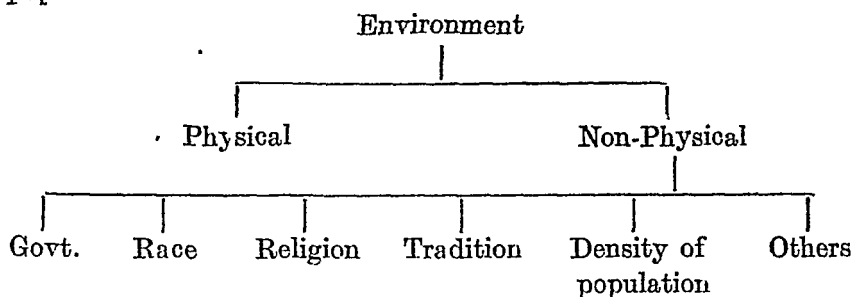 Environment
Physical Non-Physical
Govt. Race Religion Tradition Density of Others
population